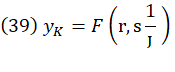 (39) y_K = F(r, s 1/J)